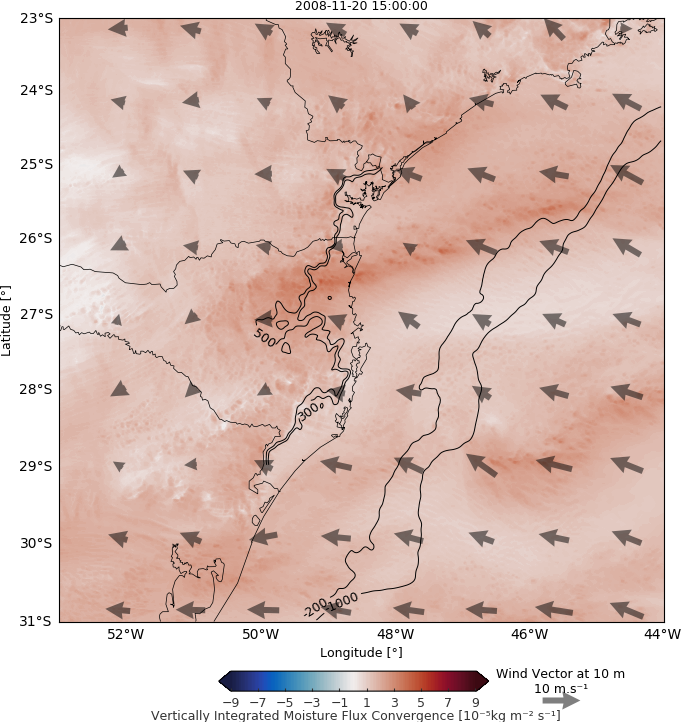 2008-11-20 15:00:00
23°S
24°S
25°S
26°S
27°S
28°S
29°S
30°S
31°S
Latitude [°]
500
300
-200
-1000
52°W 50°W 48°W 46°W 44°W
Longitude [°]
Wind Vector at 10 m
10 m.s⁻¹
−9 −7 −5 −3 −1 1 3 5 7 9
Vertically Integrated Moisture Flux Convergence [10⁻⁵kg m⁻² s⁻¹]